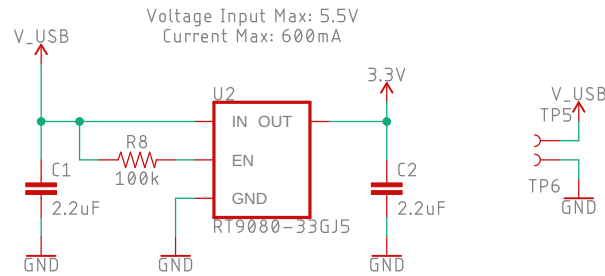 Voltage Input Max: 5.5V
Current Max: 600mA
V_USB
3.3V
U2
IN OUT
EN
GND
RT9080-33GJ5
R8
100k
C1
2.2uF
C2
2.2uF
GND
GND
GND
V_USB
TP5
TP6
GND